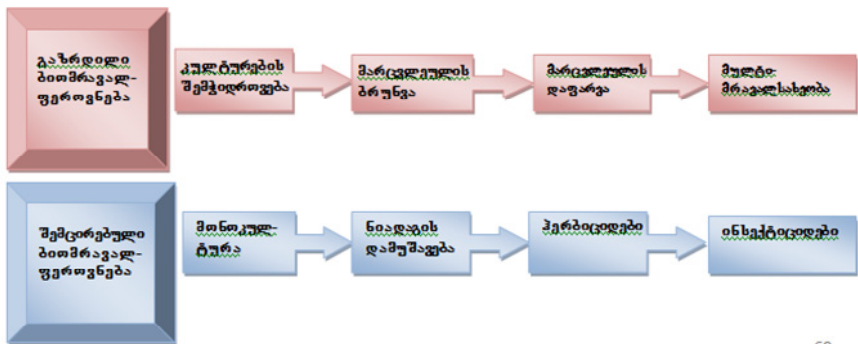 გაზრდილი
ბიომრავალ-
ფეროვნება
კულტურების
შემჭიდროვება
მარცვლეულის
ბრუნვა
მარცვლეულის
დაფარვა
მულტი-
მრავალსახეობა
შემცირებული
ბიომრავალ-
ფეროვნება
მონოკულ-
ტურა
ნიადაგის
დამუშავება
ჰერბიციდები
ინსექტიციდები